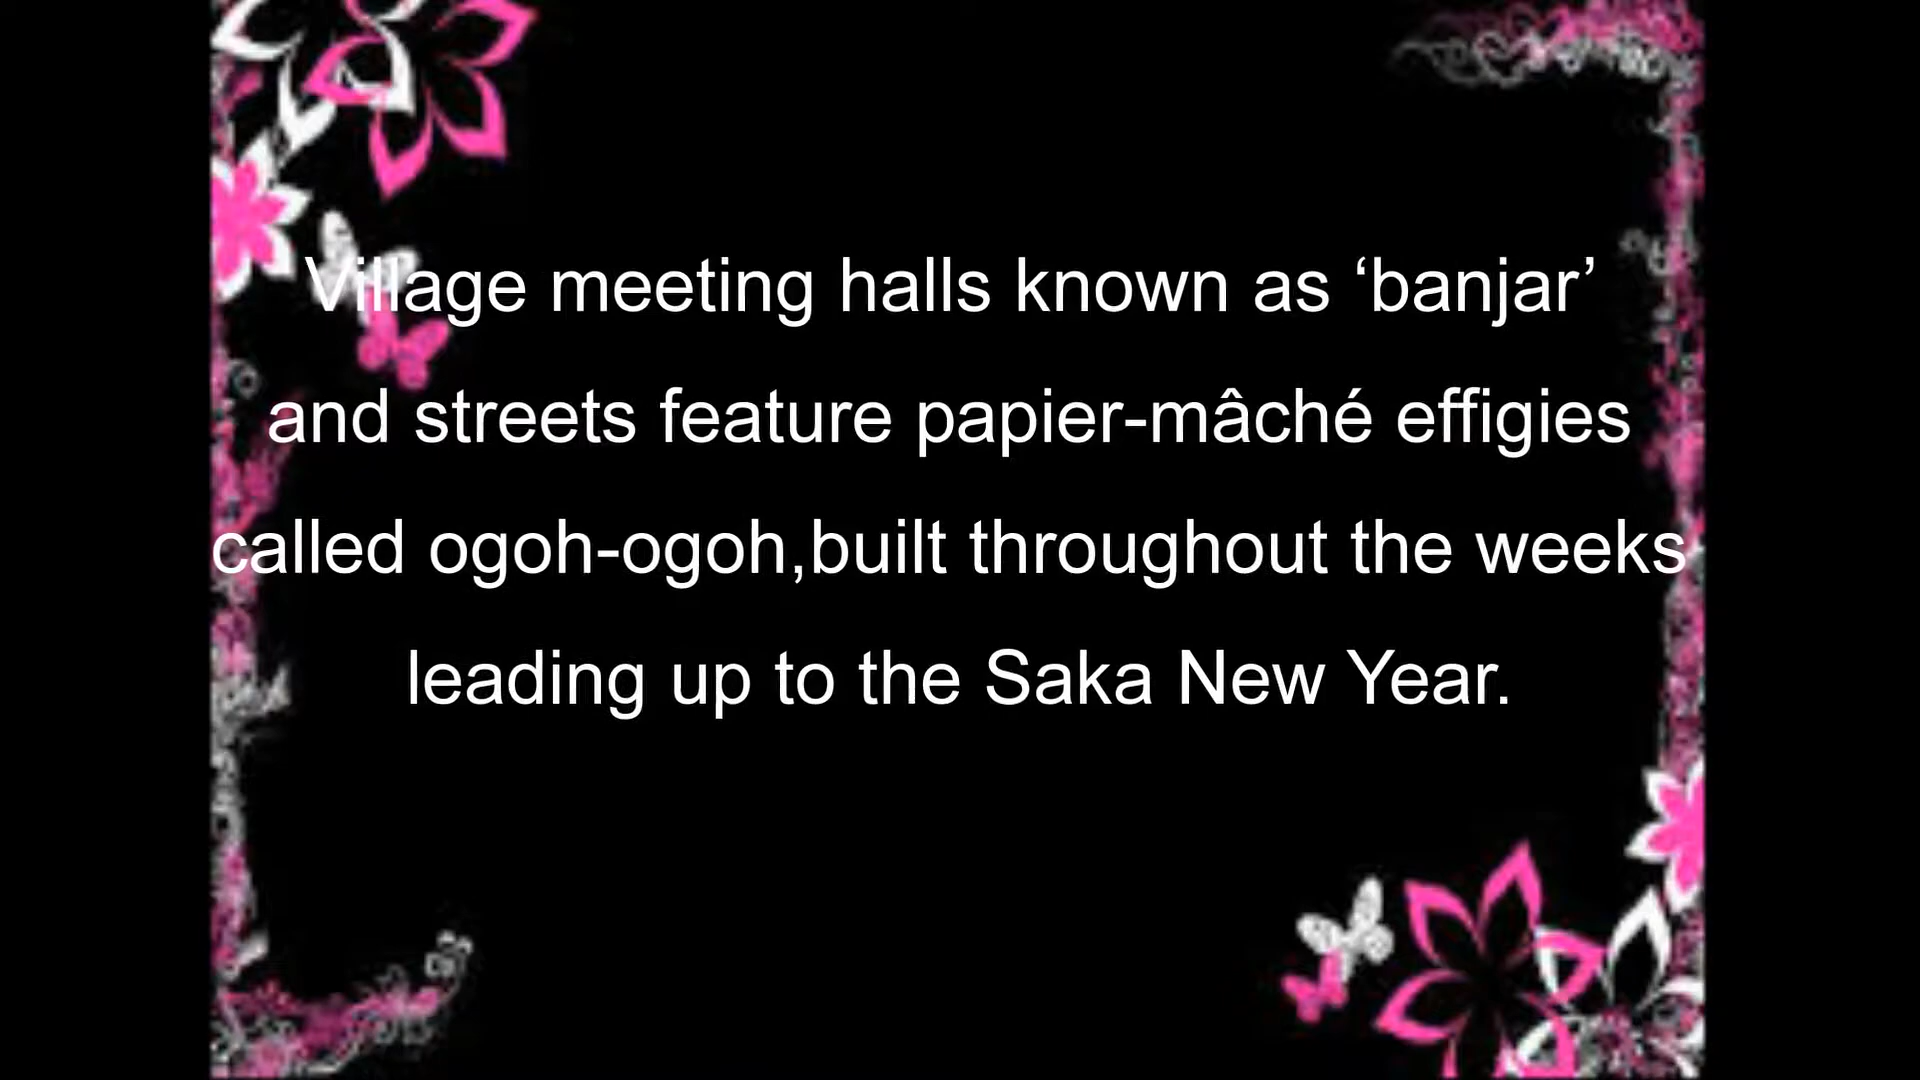 Village meeting halls known as ‘banjar’
and streets feature papier-mâché effigies
called ogoh-ogoh,built throughout the weeks
leading up to the Saka New Year.